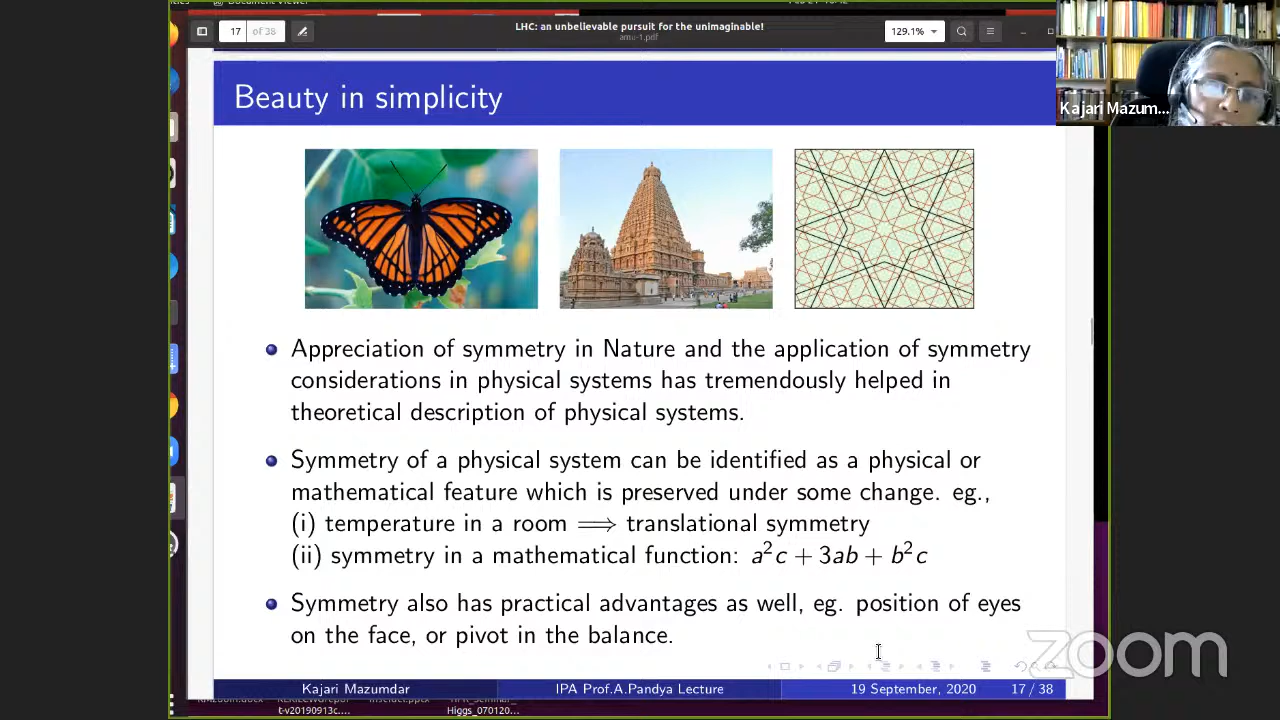 17 of 38
LHC: an unbelievable pursuit for the unimaginable!
amu-1.pdf
129.1%
Kajari Mazum...
Beauty in simplicity
Appreciation of symmetry in Nature and the application of symmetry
considerations in physical systems has tremendously helped in
theoretical description of physical systems.
Symmetry of a physical system can be identified as a physical or
mathematical feature which is preserved under some change. eg.,
(i) temperature in a room ⟹ translational symmetry
(ii) symmetry in a mathematical function: a²c + 3ab + b²c
Symmetry also has practical advantages as well, eg. position of eyes
on the face, or pivot in the balance.
zoom
Kajari Mazumdar IPA Prof.A.Pandya Lecture 19 September, 2020 17 / 38
t-v20190913c.... Higgs_070120...